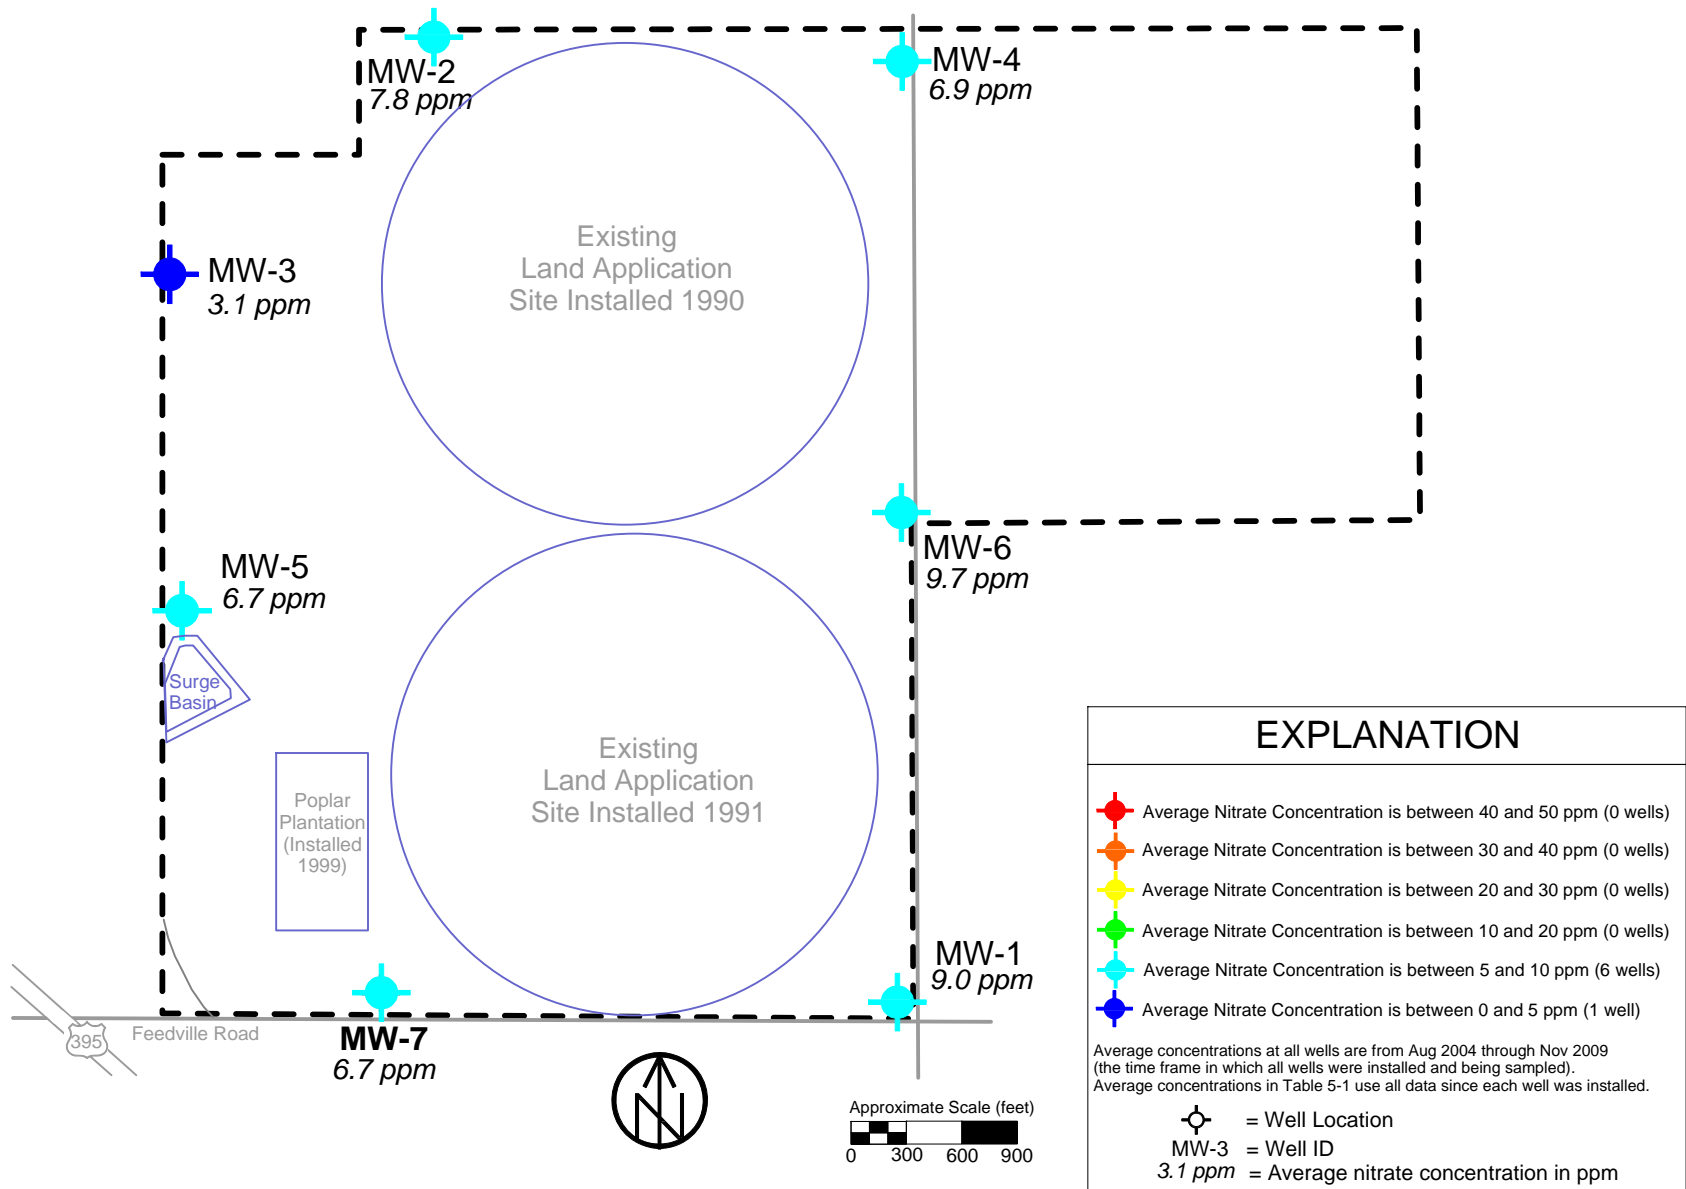 MW-2
7.8 ppm
MW-4
6.9 ppm
Existing
Land Application
Site Installed 1990
MW-3
3.1 ppm
MW-6
9.7 ppm
MW-5
6.7 ppm
Surge
Basin
Existing
Land Application
Site Installed 1991
Poplar
Plantation
(Installed
1999)
MW-1
9.0 ppm
395
Feedville Road
MW-7
6.7 ppm
N
Approximate Scale (feet)
0 300 600 900
EXPLANATION
Average Nitrate Concentration is between 40 and 50 ppm (0 wells)
Average Nitrate Concentration is between 30 and 40 ppm (0 wells)
Average Nitrate Concentration is between 20 and 30 ppm (0 wells)
Average Nitrate Concentration is between 10 and 20 ppm (0 wells)
Average Nitrate Concentration is between 5 and 10 ppm (6 wells)
Average Nitrate Concentration is between 0 and 5 ppm (1 well)
Average concentrations at all wells are from Aug 2004 through Nov 2009
(the time frame in which all wells were installed and being sampled).
Average concentrations in Table 5-1 use all data since each well was installed.
= Well Location
MW-3 = Well ID
3.1 ppm = Average nitrate concentration in ppm